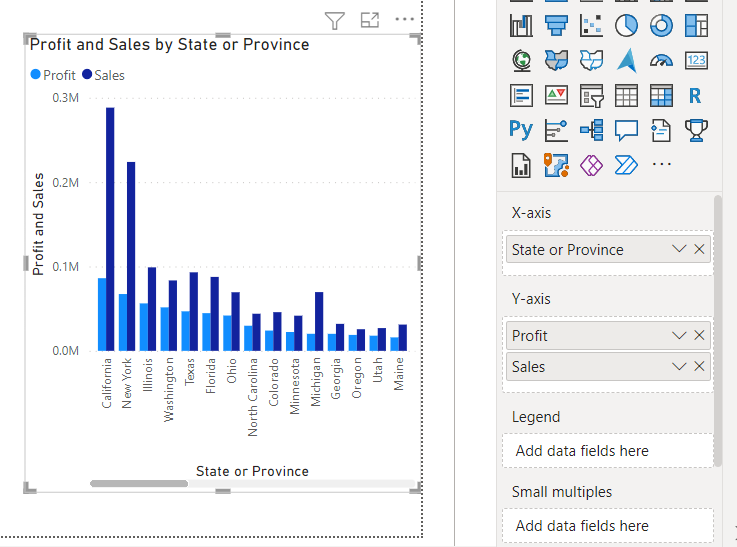 Profit and Sales by State or Province
Profit Sales
0.3M
0.2M
0.1M
0.0M
Profit and Sales
California
New York
Illinois
Washington
Texas
Florida
Ohio
North Carolina
Colorado
Minnesota
Michigan
Georgia
Oregon
Utah
Maine
State or Province
123
R
Py
X-axis
State or Province
Y-axis
Profit
Sales
Legend
Add data fields here
Small multiples
Add data fields here